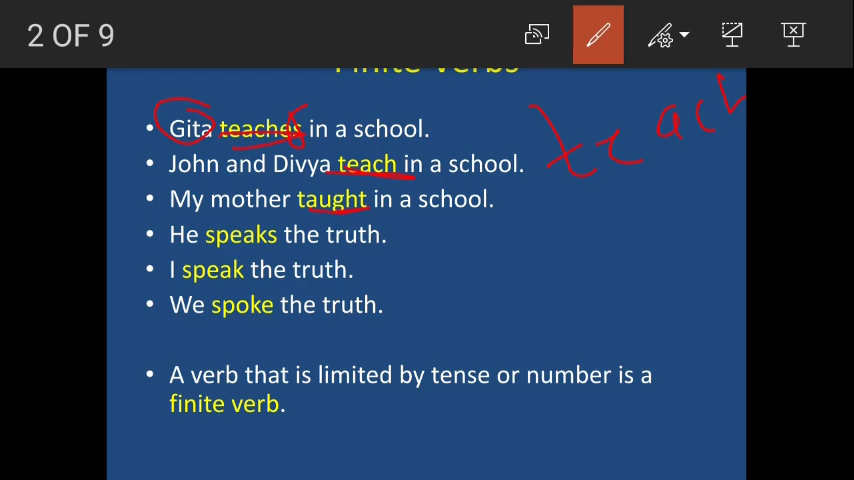 2 OF 9
Finite Verbs
• Gita teaches in a school.
• John and Divya teach in a school.
• My mother taught in a school.
• He speaks the truth.
• I speak the truth.
• We spoke the truth.
• A verb that is limited by tense or number is a
finite verb.
teach